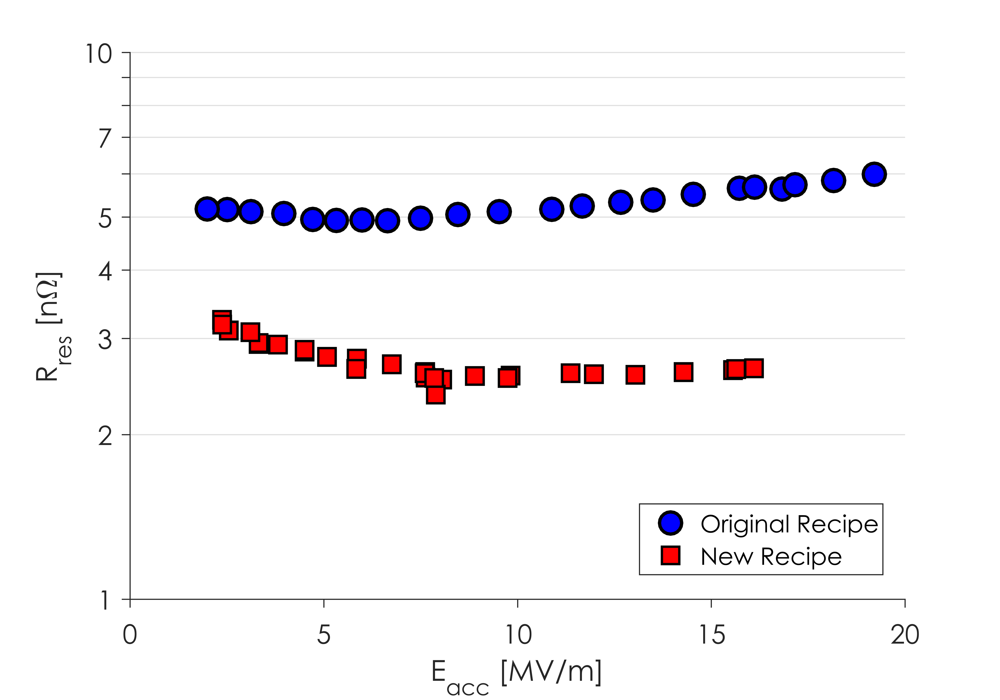 10
7
5
4
3
2
1
R_res [nΩ]
0 5 10 15 20
E_acc [MV/m]
Original Recipe
New Recipe